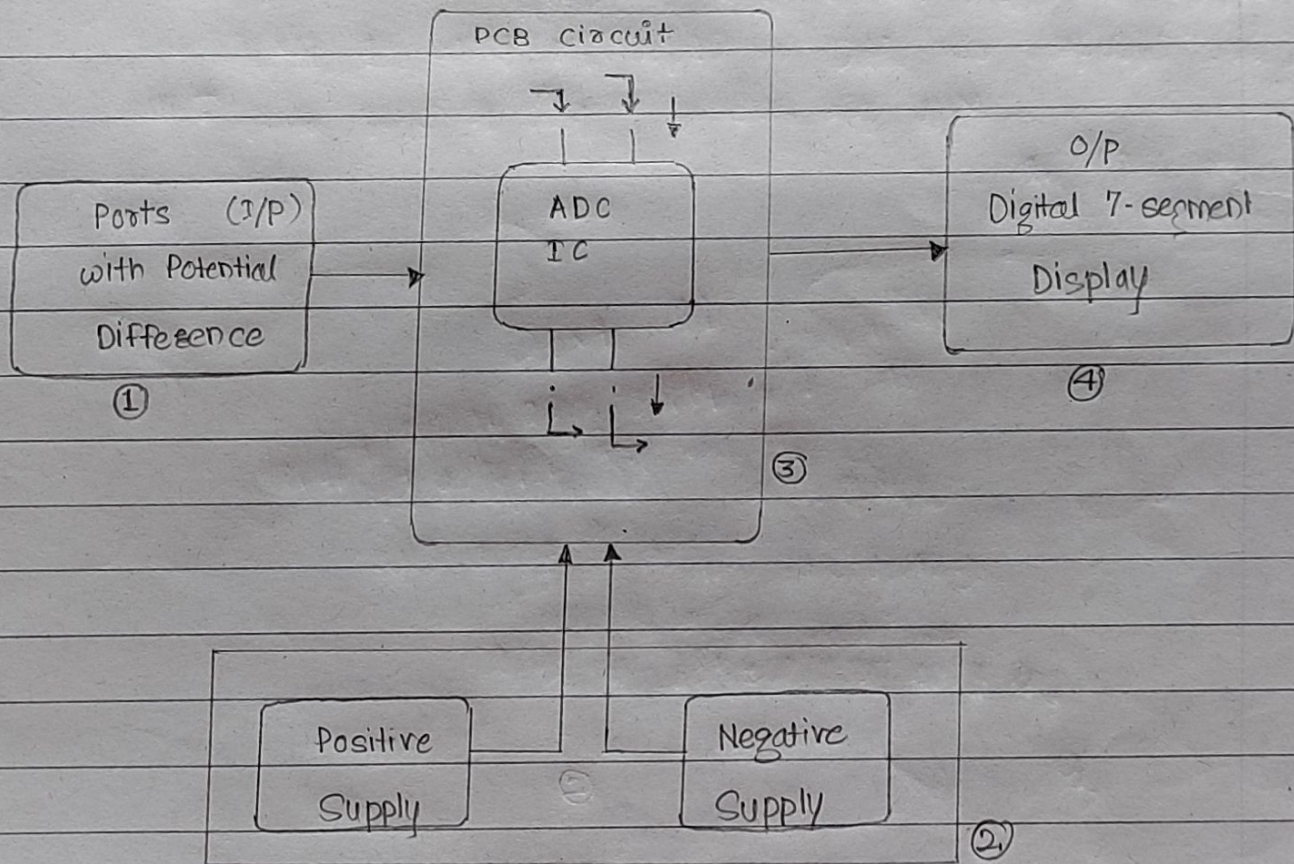 PCB Circuit
ADC
IC
Ports (I/P)
with Potential
Difference
①
O/P
Digital 7-segment
Display
④
③
Positive
Supply
Negative
Supply
②